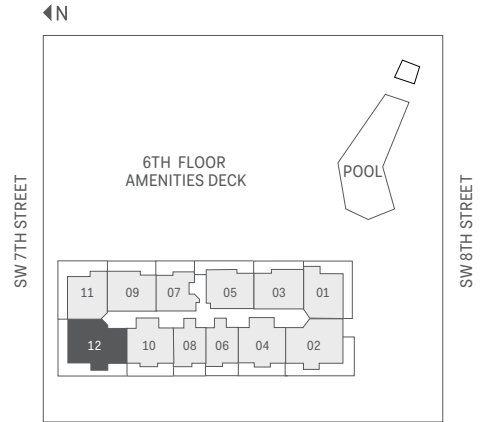 N
6TH FLOOR
AMENITIES DECK
POOL
SW 7TH STREET
SW 8TH STREET
11 09 07 05 03 01
12 10 08 06 04 02